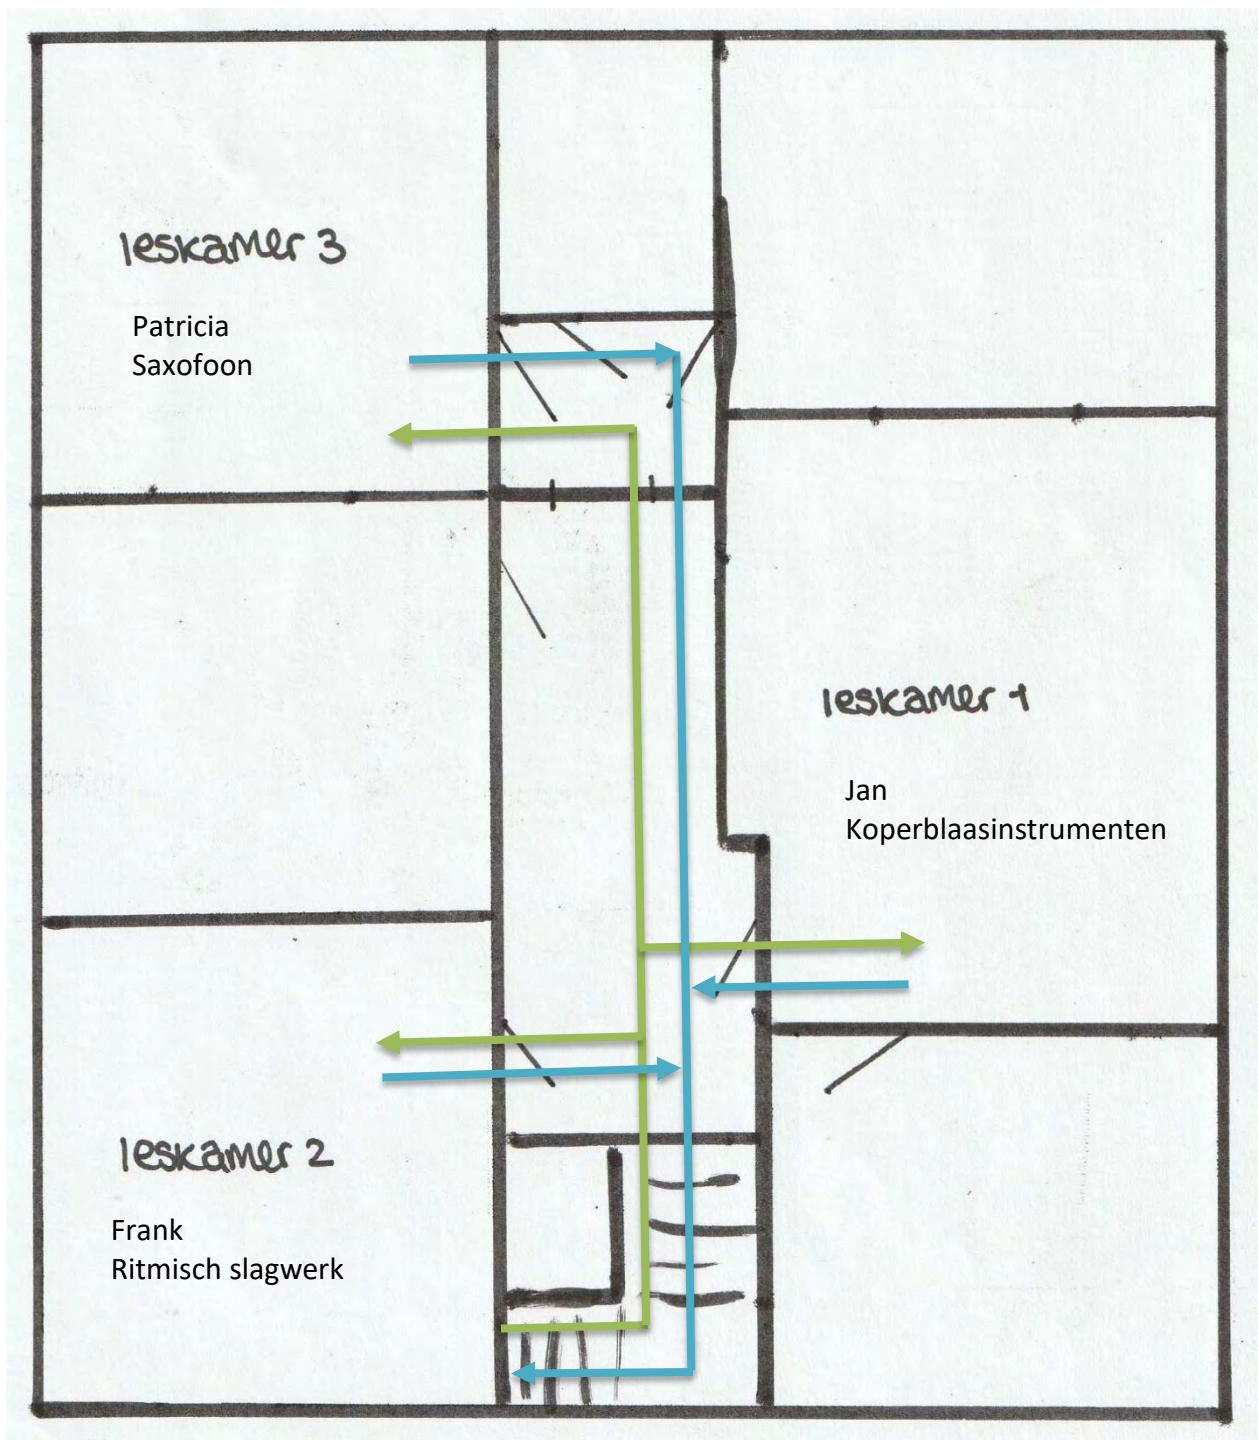 leskamer 3
Patricia
Saxofoon
leskamer 1
Jan
Koperblaasinstrumenten
leskamer 2
Frank
Ritmisch slagwerk